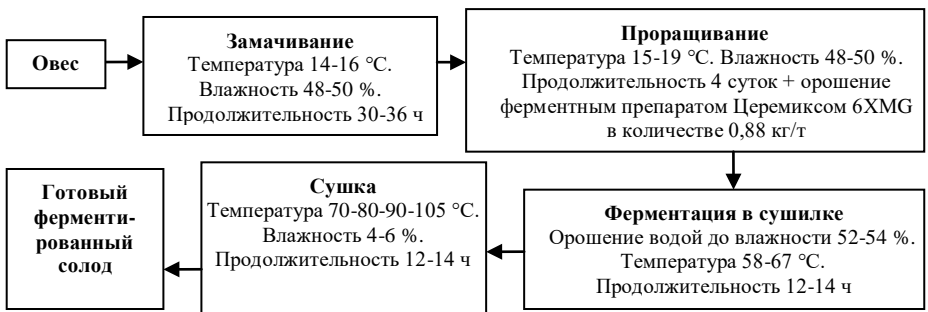 Овес
Замачивание
Температура 14-16 °С.
Влажность 48-50 %.
Продолжительность 30-36 ч
Проращивание
Температура 15-19 °С. Влажность 48-50 %.
Продолжительность 4 суток + орошение
ферментным препаратом Церемиксом 6XMG
в количестве 0,88 кг/т
Ферментация в сушилке
Орошение водой до влажности 52-54 %.
Температура 58-67 °С.
Продолжительность 12-14 ч
Сушка
Температура 70-80-90-105 °С.
Влажность 4-6 %.
Продолжительность 12-14 ч
Готовый
ферменти-
рованный
солод